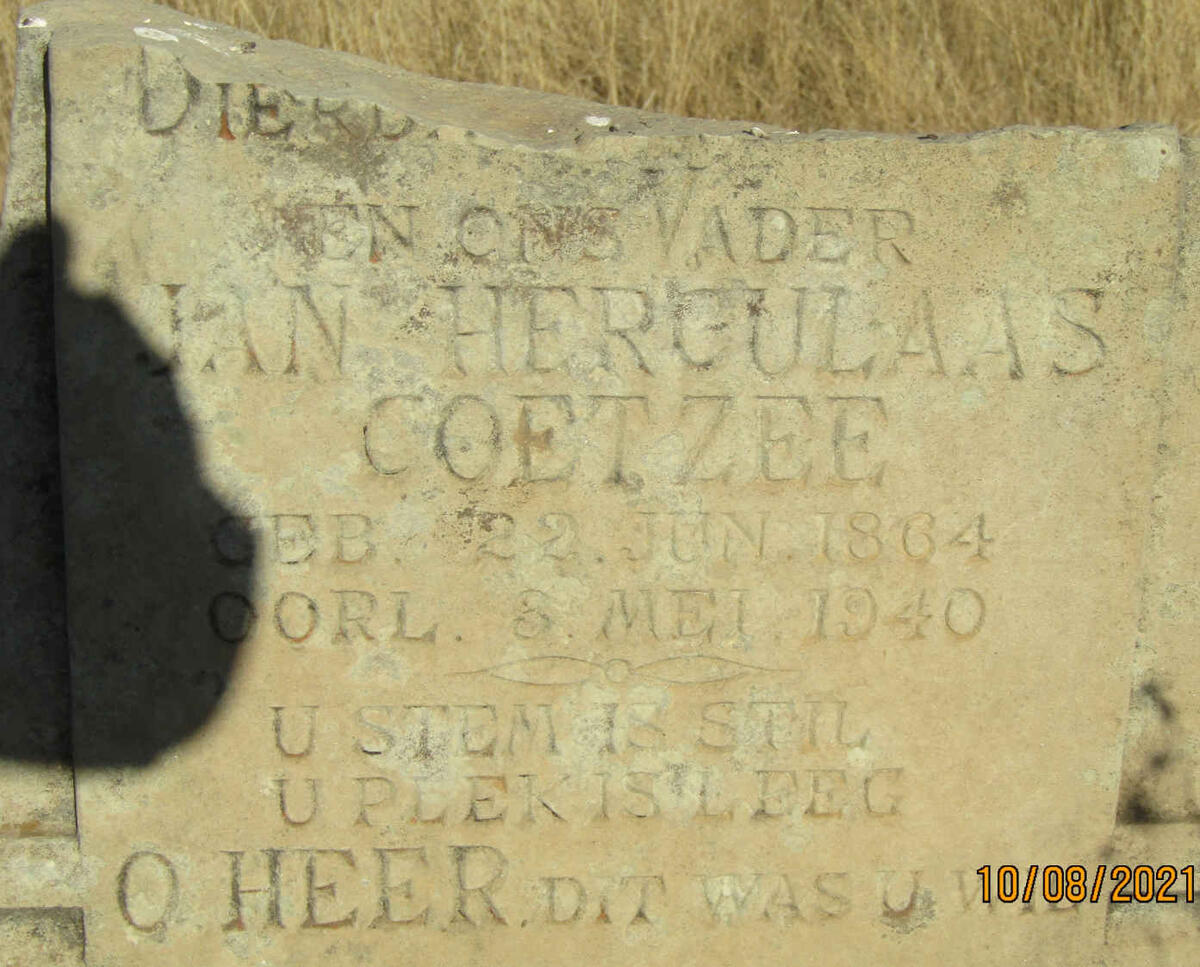 EN ONS VADER
JAN HERCULAAS
COETZEE
GEB. 22. JUN. 1864
OORL. 8. MEI 1940
U STEM IS STIL
U PLEK IS LEEG
O HEER, DIT WAS U WIL
10/08/2021